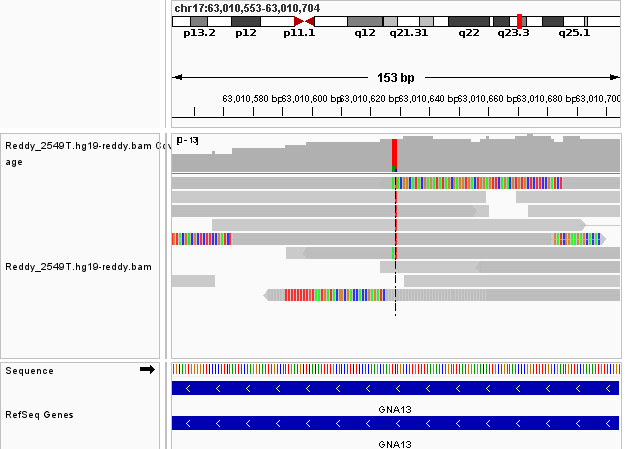 chr17:63,010,553-63,010,704
p13.2 p12 p11.1 q12 q21.31 q22 q23.3 q25.1
153 bp
63,010,580 bp 63,010,600 bp 63,010,620 bp 63,010,640 bp 63,010,660 bp 63,010,680 bp 63,010,700
Reddy_2549T.hg19-reddy.bam Cov
age
[0 - 13]
Reddy_2549T.hg19-reddy.bam
Sequence
GNA13
RefSeq Genes
GNA13